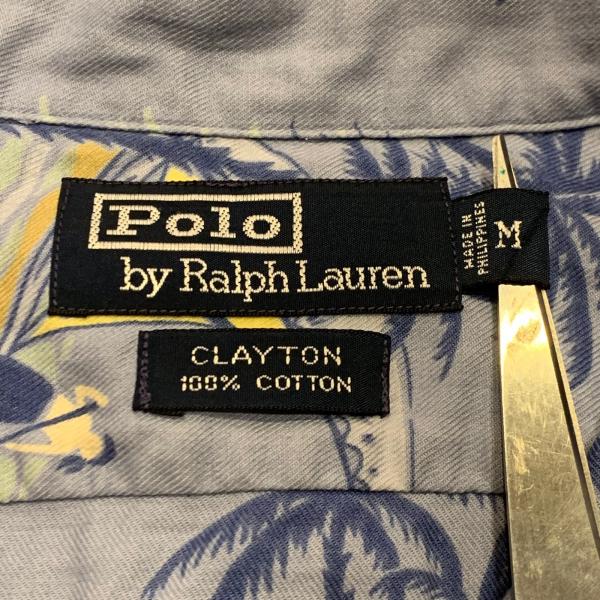 Polo
by Ralph Lauren
MADE IN
PHILIPPINES
M
CLAYTON
100% COTTON